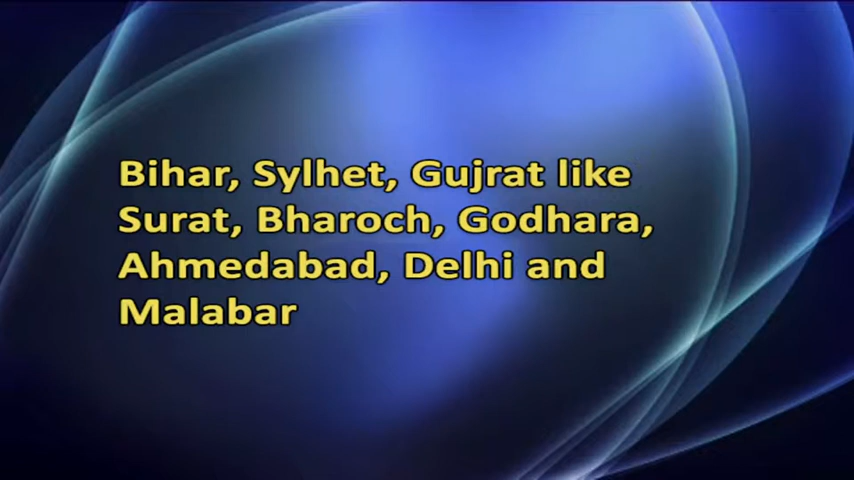 Bihar, Sylhet, Gujrat like
Surat, Bharoch, Godhara,
Ahmedabad, Delhi and
Malabar